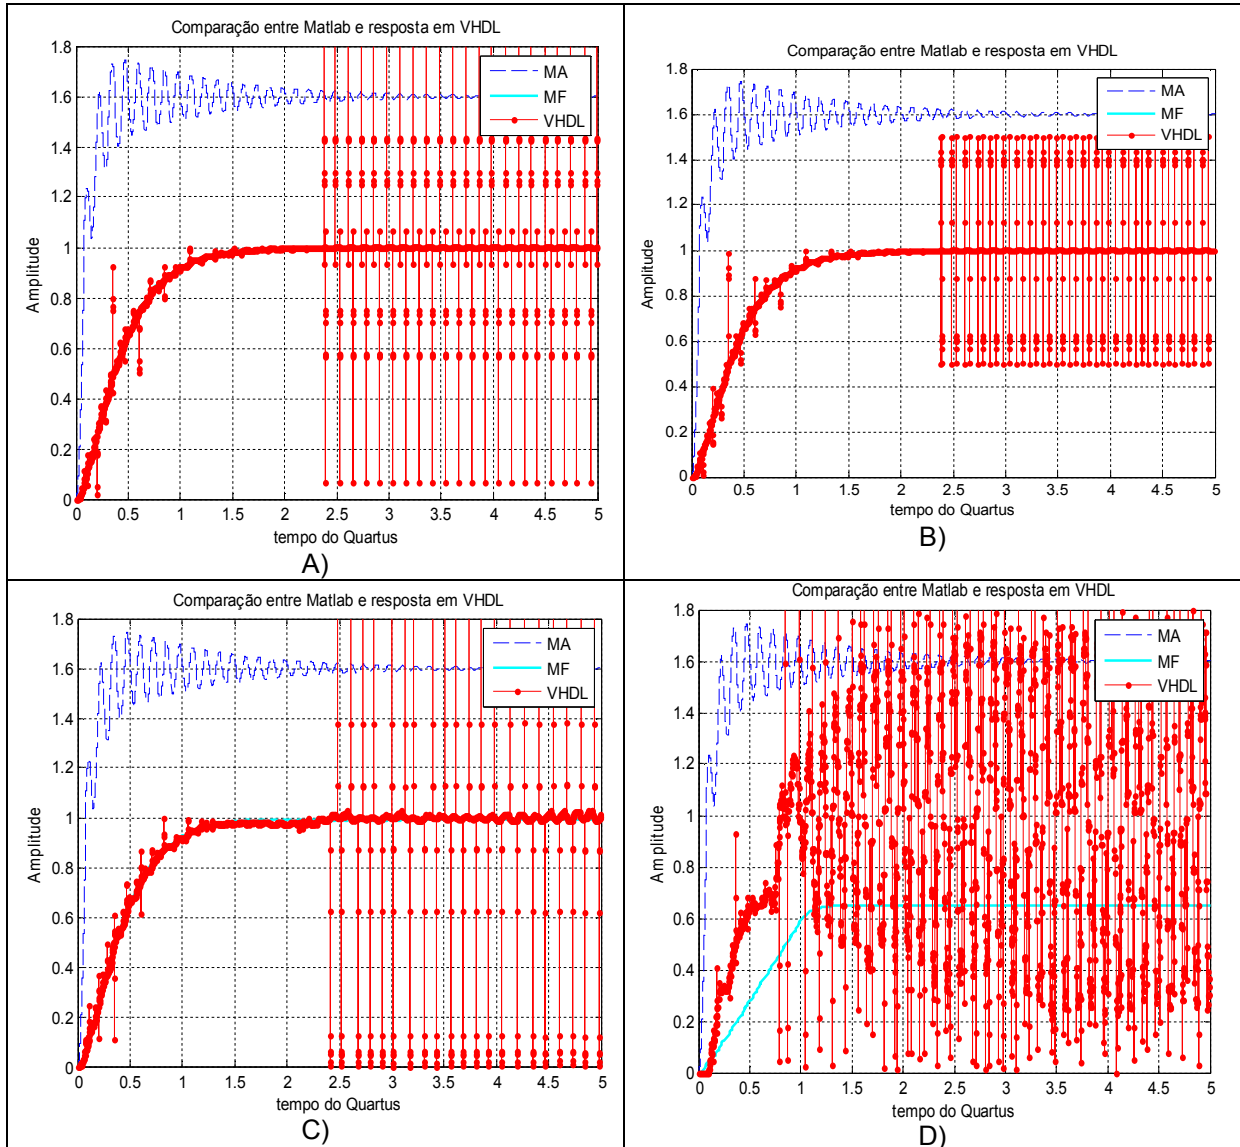 Comparação entre Matlab e resposta em VHDL
1.8
1.6
1.4
1.2
1
0.8
0.6
0.4
0.2
0
Amplitude
MA
MF
VHDL
0 0.5 1 1.5 2 2.5 3 3.5 4 4.5 5
tempo do Quartus
A)
Comparação entre Matlab e resposta em VHDL
1.8
1.6
1.4
1.2
1
0.8
0.6
0.4
0.2
0
Amplitude
MA
MF
VHDL
0 0.5 1 1.5 2 2.5 3 3.5 4 4.5 5
tempo do Quartus
B)
Comparação entre Matlab e resposta em VHDL
1.8
1.6
1.4
1.2
1
0.8
0.6
0.4
0.2
0
Amplitude
MA
MF
VHDL
0 0.5 1 1.5 2 2.5 3 3.5 4 4.5 5
tempo do Quartus
C)
Comparação entre Matlab e resposta em VHDL
1.8
1.6
1.4
1.2
1
0.8
0.6
0.4
0.2
0
Amplitude
MA
MF
VHDL
0 0.5 1 1.5 2 2.5 3 3.5 4 4.5 5
tempo do Quartus
D)